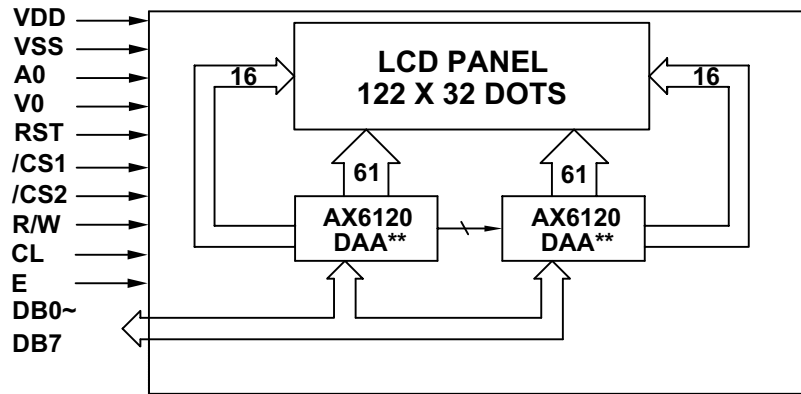 VDD
VSS
A0
V0
RST
/CS1
/CS2
R/W
CL
E
DB0~
DB7
16
LCD PANEL
122 X 32 DOTS
16
61
61
AX6120
DAA**
AX6120
DAA**